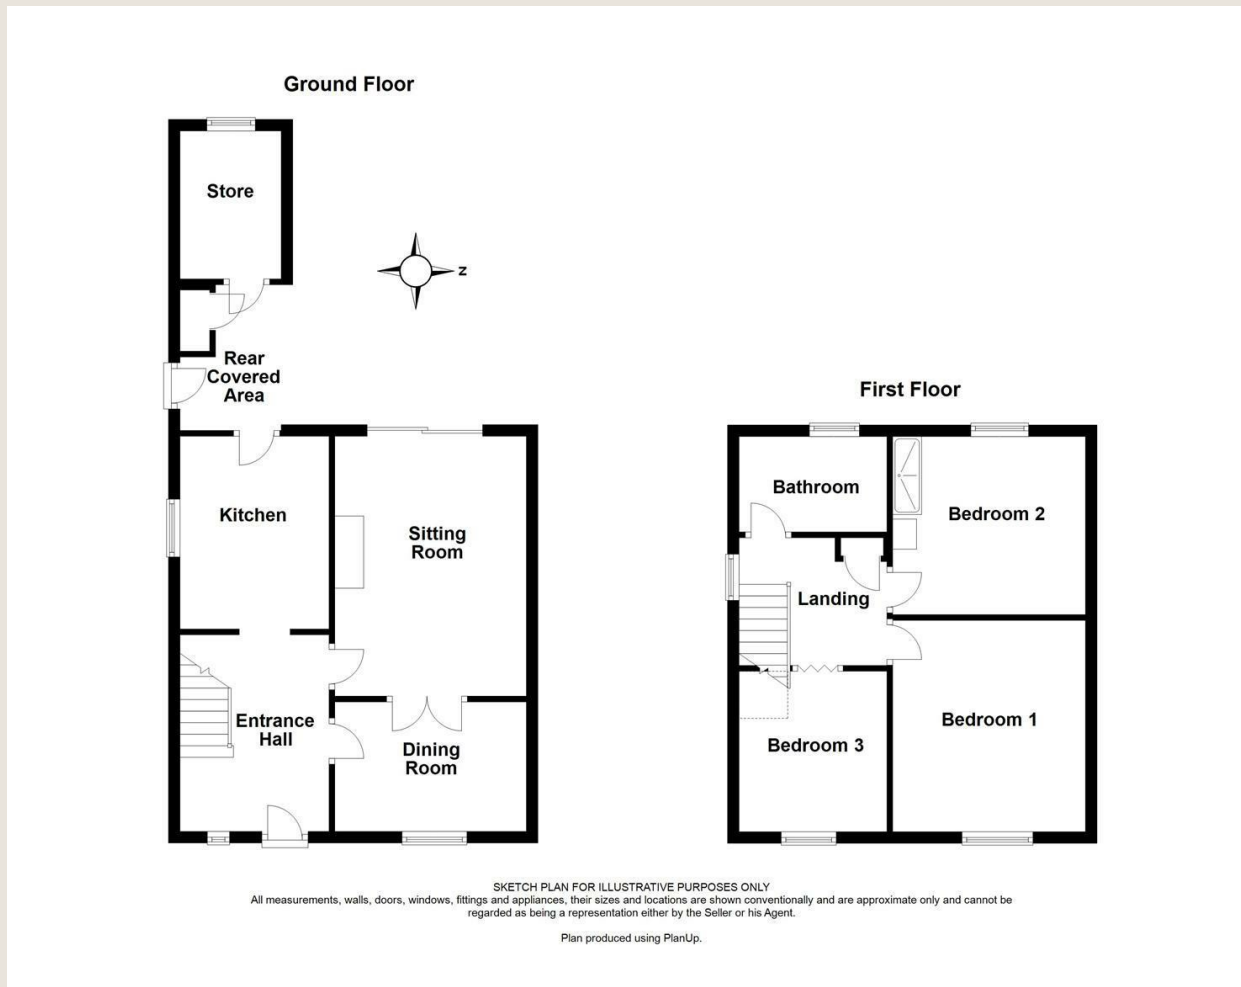 Ground Floor
Store
Z
Rear
Covered
Area
First Floor
Kitchen
Sitting
Room
Bathroom
Bedroom 2
Landing
Entrance
Hall
Dining
Room
Bedroom 3
Bedroom 1
SKETCH PLAN FOR ILLUSTRATIVE PURPOSES ONLY
All measurements, walls, doors, windows, fittings and appliances, their sizes and locations are shown conventionally and are approximate only and cannot be
regarded as being a representation either by the Seller or his Agent.
Plan produced using PlanUp.